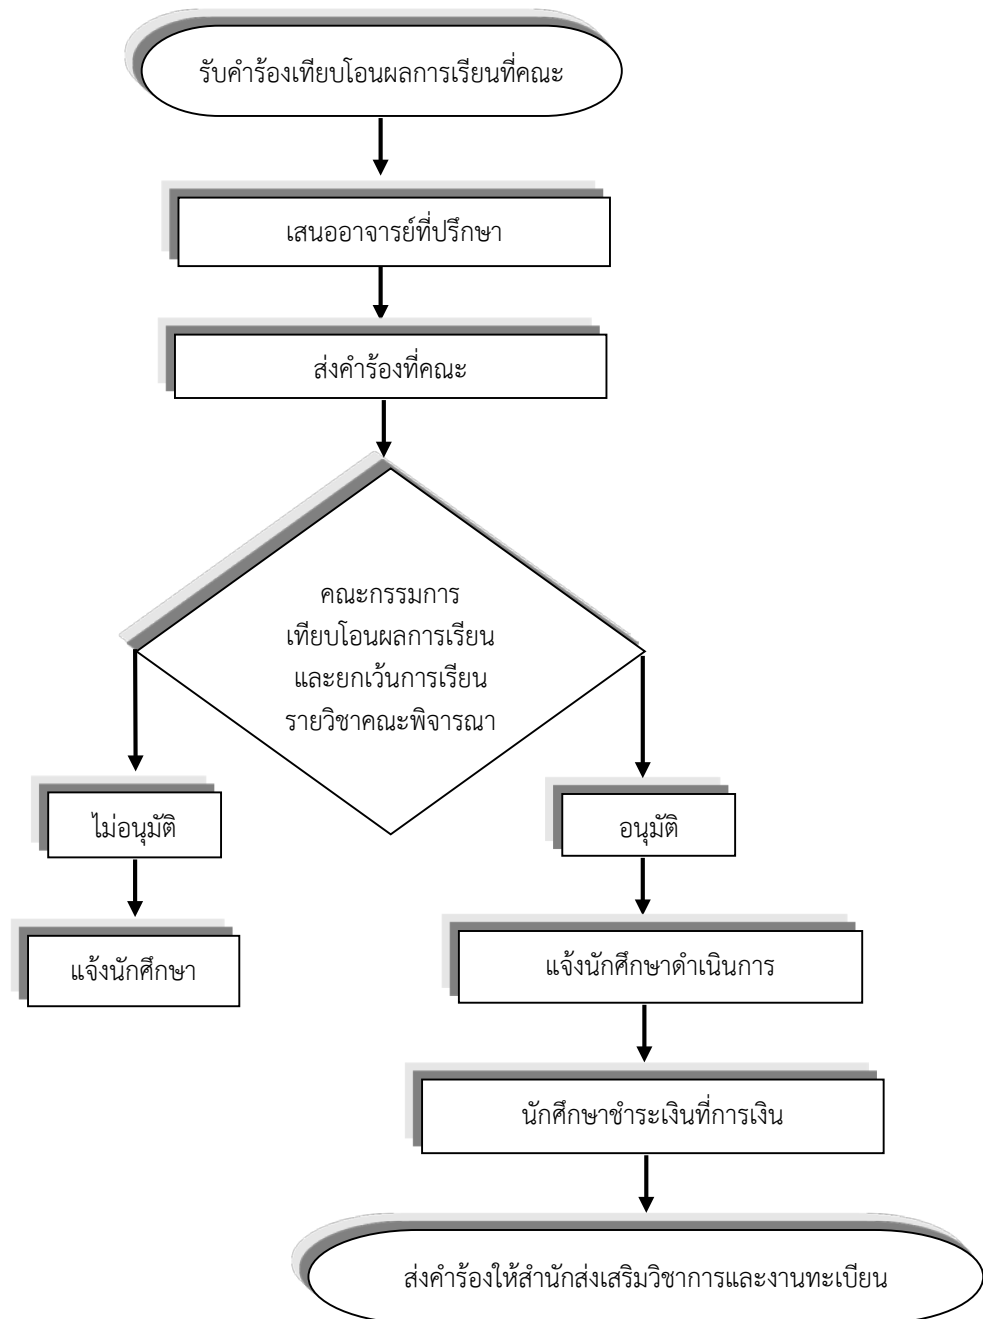 รับคำร้องเทียบโอนผลการเรียนที่คณะ
เสนออาจารย์ที่ปรึกษา
ส่งคำร้องที่คณะ
คณะกรรมการ
เทียบโอนผลการเรียน
และยกเว้นการเรียน
รายวิชาคณะพิจารณา
ไม่อนุมัติ
อนุมัติ
แจ้งนักศึกษา
แจ้งนักศึกษาดำเนินการ
นักศึกษาชำระเงินที่การเงิน
ส่งคำร้องให้สำนักส่งเสริมวิชาการและงานทะเบียน